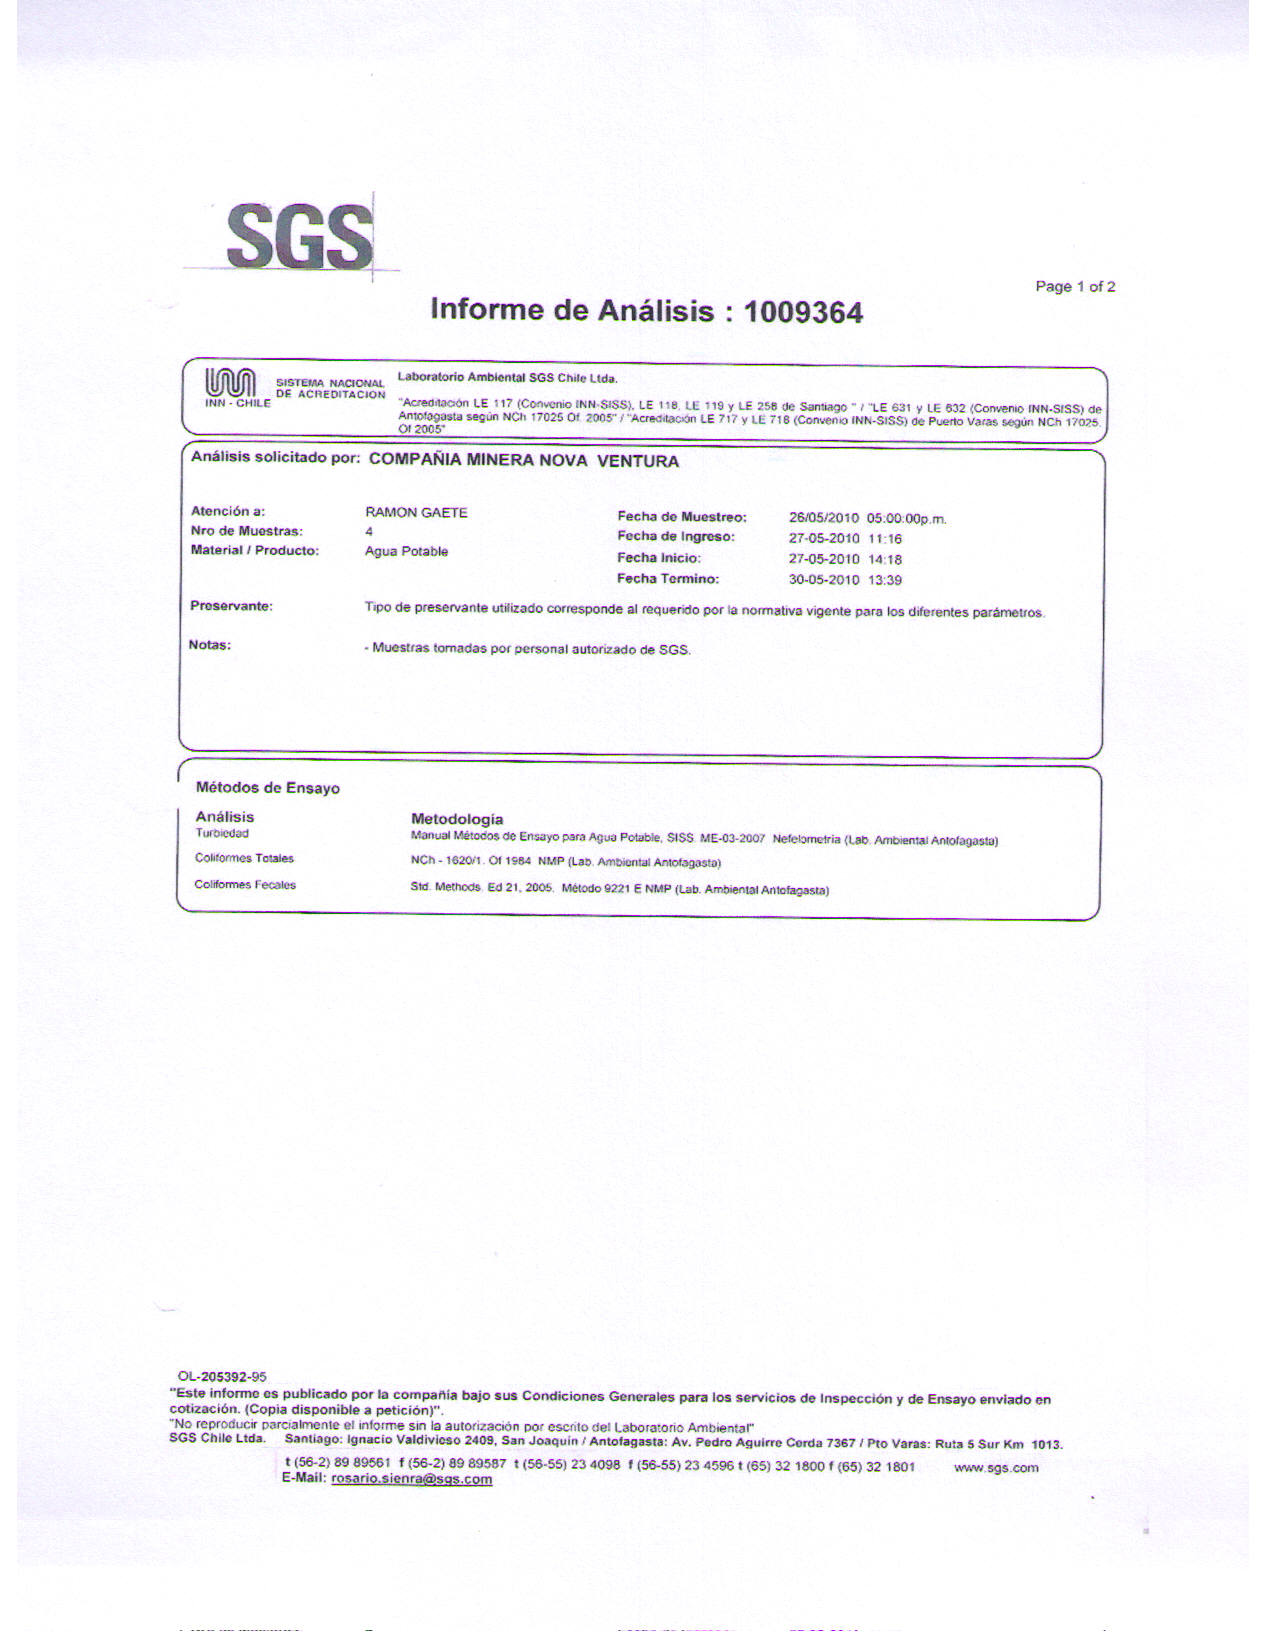 SGS
Page 1 of 2
Informe de Análisis : 1009364
INN - CHILE
SISTEMA NACIONAL
DE ACREDITACION
Laboratorio Ambiental SGS Chile Ltda.
"Acreditación LE 117 (Convenio INN-SISS), LE 118, LE 119 y LE 258 de Santiago " / "LE 631 y LE 632 (Convenio INN-SISS) de
Antofagasta según NCh 17025 Of. 2005" / "Acreditación LE 717 y LE 718 (Convenio INN-SISS) de Puerto Varas según NCh 17025.
Of 2005"
Análisis solicitado por: COMPAÑIA MINERA NOVA VENTURA
Atención a: RAMON GAETE
Nro de Muestras: 4
Material / Producto: Agua Potable
Fecha de Muestreo: 26/05/2010 05:00:00p.m.
Fecha de Ingreso: 27-05-2010 11:16
Fecha Inicio: 27-05-2010 14:18
Fecha Termino: 30-05-2010 13:39
Preservante: Tipo de preservante utilizado corresponde al requerido por la normativa vigente para los diferentes parámetros.
Notas: - Muestras tomadas por personal autorizado de SGS.
Métodos de Ensayo
Análisis Metodología
Turbiedad Manual Métodos de Ensayo para Agua Potable, SISS. ME-03-2007 Nefelometria (Lab. Ambiental Antofagasta)
Coliformes Totales NCh - 1620/1. Of 1984 NMP (Lab. Ambiental Antofagasta)
Coliformes Fecales Std. Methods. Ed 21, 2005. Método 9221 E NMP (Lab. Ambiental Antofagasta)
OL-205392-95
"Este informe es publicado por la compañía bajo sus Condiciones Generales para los servicios de Inspección y de Ensayo enviado en
cotización. (Copia disponible a petición)".
"No reproducir parcialmente el informe sin la autorización por escrito del Laboratorio Ambiental"
SGS Chile Ltda. Santiago: Ignacio Valdivieso 2409, San Joaquín / Antofagasta: Av. Pedro Aguirre Cerda 7367 / Pto Varas: Ruta 5 Sur Km 1013.
t (56-2) 89 89561 f (56-2) 89 89587 t (56-55) 23 4098 f (56-55) 23 4596 t (65) 32 1800 f (65) 32 1801 www.sgs.com
E-Mail: rosario.sienra@sgs.com